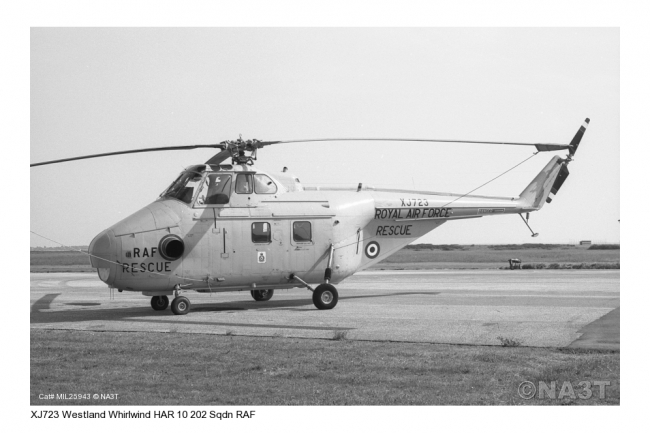 XJ723
ROYAL AIR FORCE
RESCUE
RAF
RESCUE
Cat# MIL25943 © NA3T
©NA3T
XJ723 Westland Whirlwind HAR 10 202 Sqdn RAF